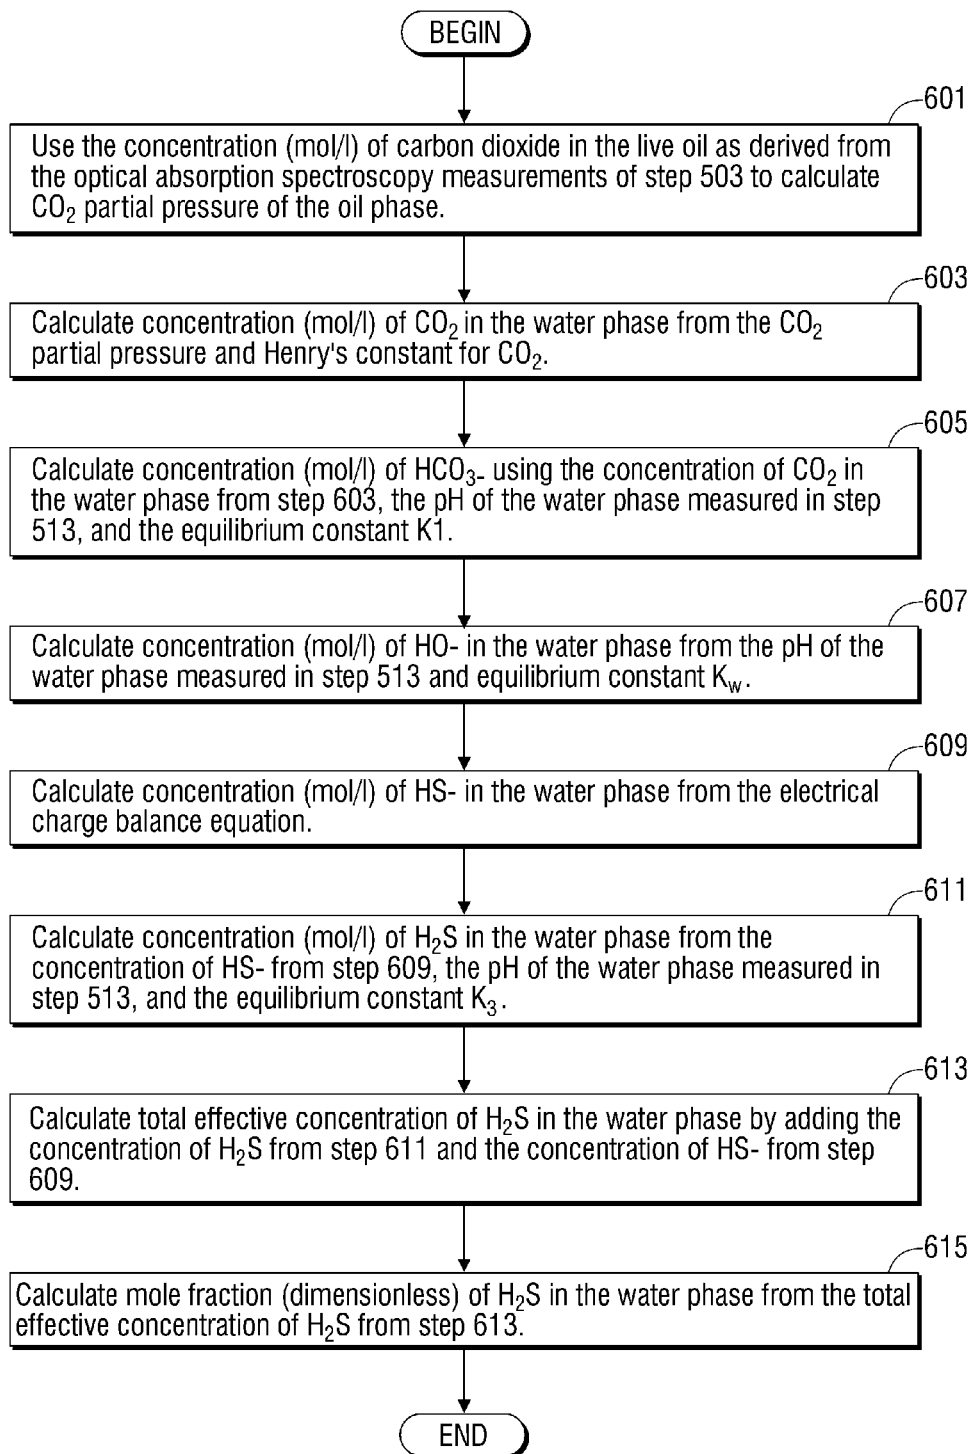 BEGIN
601
Use the concentration (mol/l) of carbon dioxide in the live oil as derived from
the optical absorption spectroscopy measurements of step 503 to calculate
CO₂ partial pressure of the oil phase.
603
Calculate concentration (mol/l) of CO₂ in the water phase from the CO₂
partial pressure and Henry's constant for CO₂.
605
Calculate concentration (mol/l) of HCO₃₋ using the concentration of CO₂ in
the water phase from step 603, the pH of the water phase measured in step
513, and the equilibrium constant K1.
607
Calculate concentration (mol/l) of HO- in the water phase from the pH of the
water phase measured in step 513 and equilibrium constant K_w.
609
Calculate concentration (mol/l) of HS- in the water phase from the electrical
charge balance equation.
611
Calculate concentration (mol/l) of H₂S in the water phase from the
concentration of HS- from step 609, the pH of the water phase measured in
step 513, and the equilibrium constant K₃.
613
Calculate total effective concentration of H₂S in the water phase by adding the
concentration of H₂S from step 611 and the concentration of HS- from step
609.
615
Calculate mole fraction (dimensionless) of H₂S in the water phase from the total
effective concentration of H₂S from step 613.
END